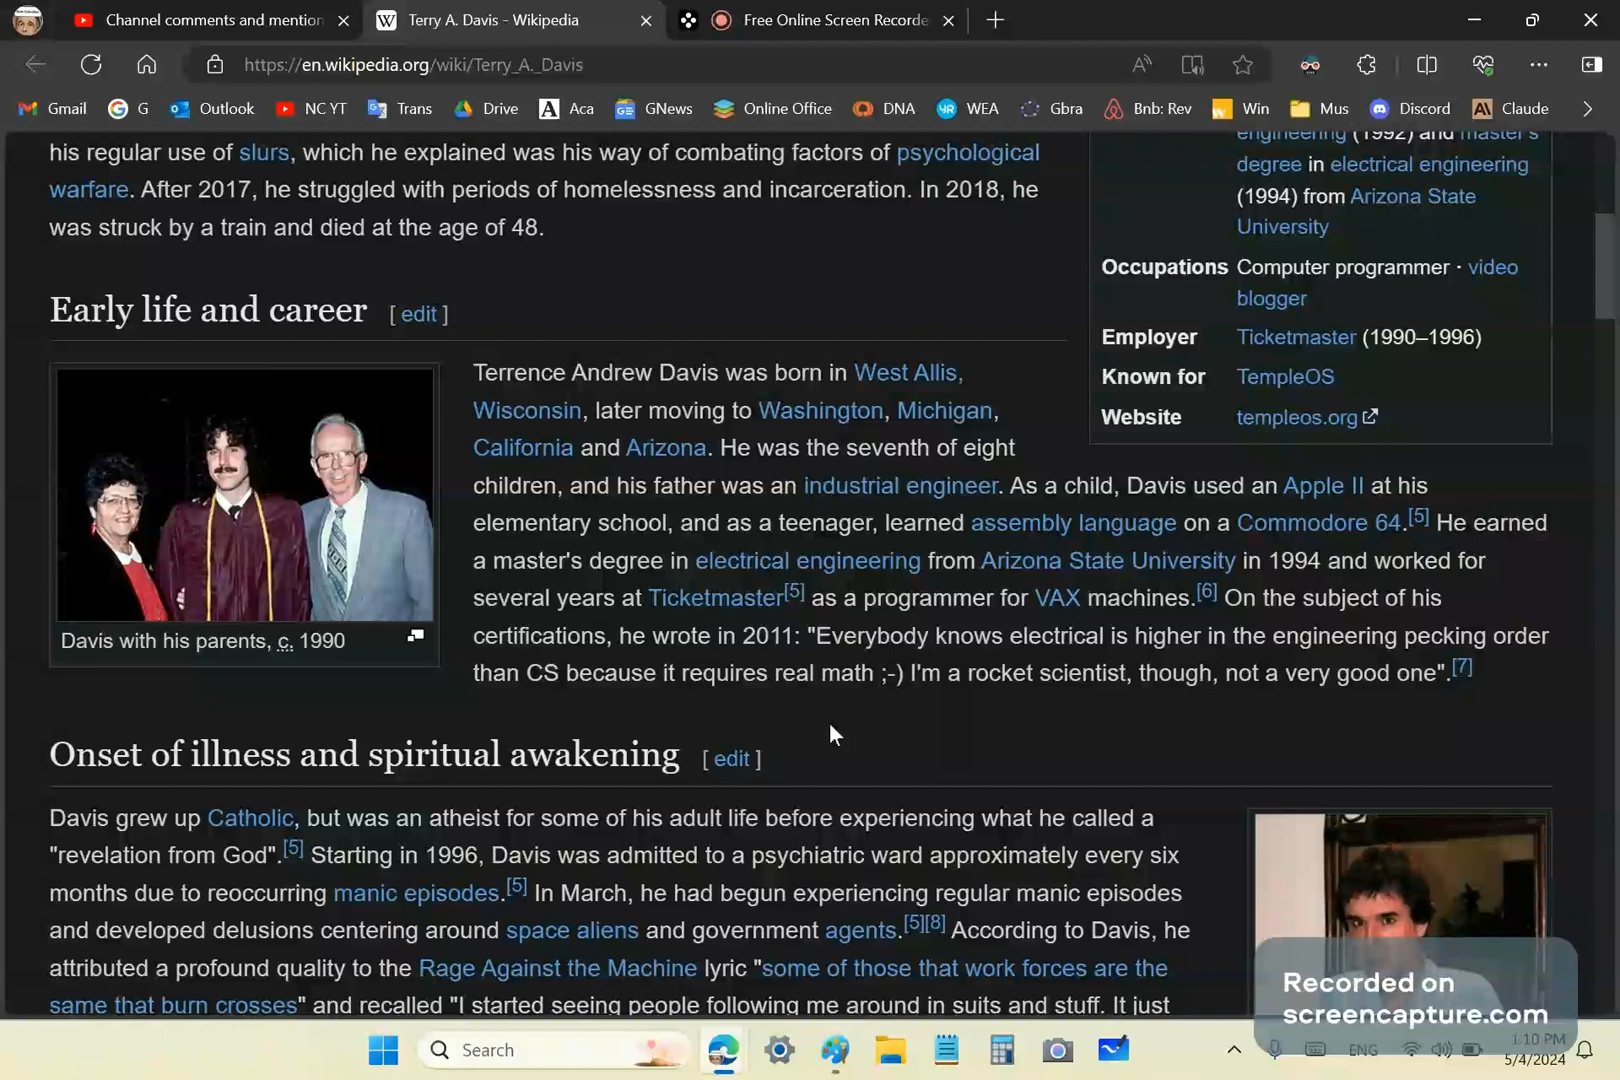 Channel comments and mention
Terry A. Davis - Wikipedia
Free Online Screen Recorde
https://en.wikipedia.org/wiki/Terry_A._Davis
Gmail G Outlook NC YT Trans Drive Aca GNews Online Office DNA WEA Gbra Bnb: Rev Win Mus Discord Claude
his regular use of slurs, which he explained was his way of combating factors of psychological
warfare. After 2017, he struggled with periods of homelessness and incarceration. In 2018, he
was struck by a train and died at the age of 48.
engineering (1992) and master's
degree in electrical engineering
(1994) from Arizona State
University
Occupations Computer programmer · video
blogger
Employer Ticketmaster (1990–1996)
Known for TempleOS
Website templeos.org
Early life and career [ edit ]
Davis with his parents, c. 1990
Terrence Andrew Davis was born in West Allis,
Wisconsin, later moving to Washington, Michigan,
California and Arizona. He was the seventh of eight
children, and his father was an industrial engineer. As a child, Davis used an Apple II at his
elementary school, and as a teenager, learned assembly language on a Commodore 64.[5] He earned
a master's degree in electrical engineering from Arizona State University in 1994 and worked for
several years at Ticketmaster[5] as a programmer for VAX machines.[6] On the subject of his
certifications, he wrote in 2011: "Everybody knows electrical is higher in the engineering pecking order
than CS because it requires real math ;-) I'm a rocket scientist, though, not a very good one".[7]
Onset of illness and spiritual awakening [ edit ]
Davis grew up Catholic, but was an atheist for some of his adult life before experiencing what he called a
"revelation from God".[5] Starting in 1996, Davis was admitted to a psychiatric ward approximately every six
months due to reoccurring manic episodes.[5] In March, he had begun experiencing regular manic episodes
and developed delusions centering around space aliens and government agents.[5][8] According to Davis, he
attributed a profound quality to the Rage Against the Machine lyric "some of those that work forces are the
same that burn crosses" and recalled "I started seeing people following me around in suits and stuff. It just
Recorded on
screencapture.com
Search
ENG
1:10 PM
5/4/2024